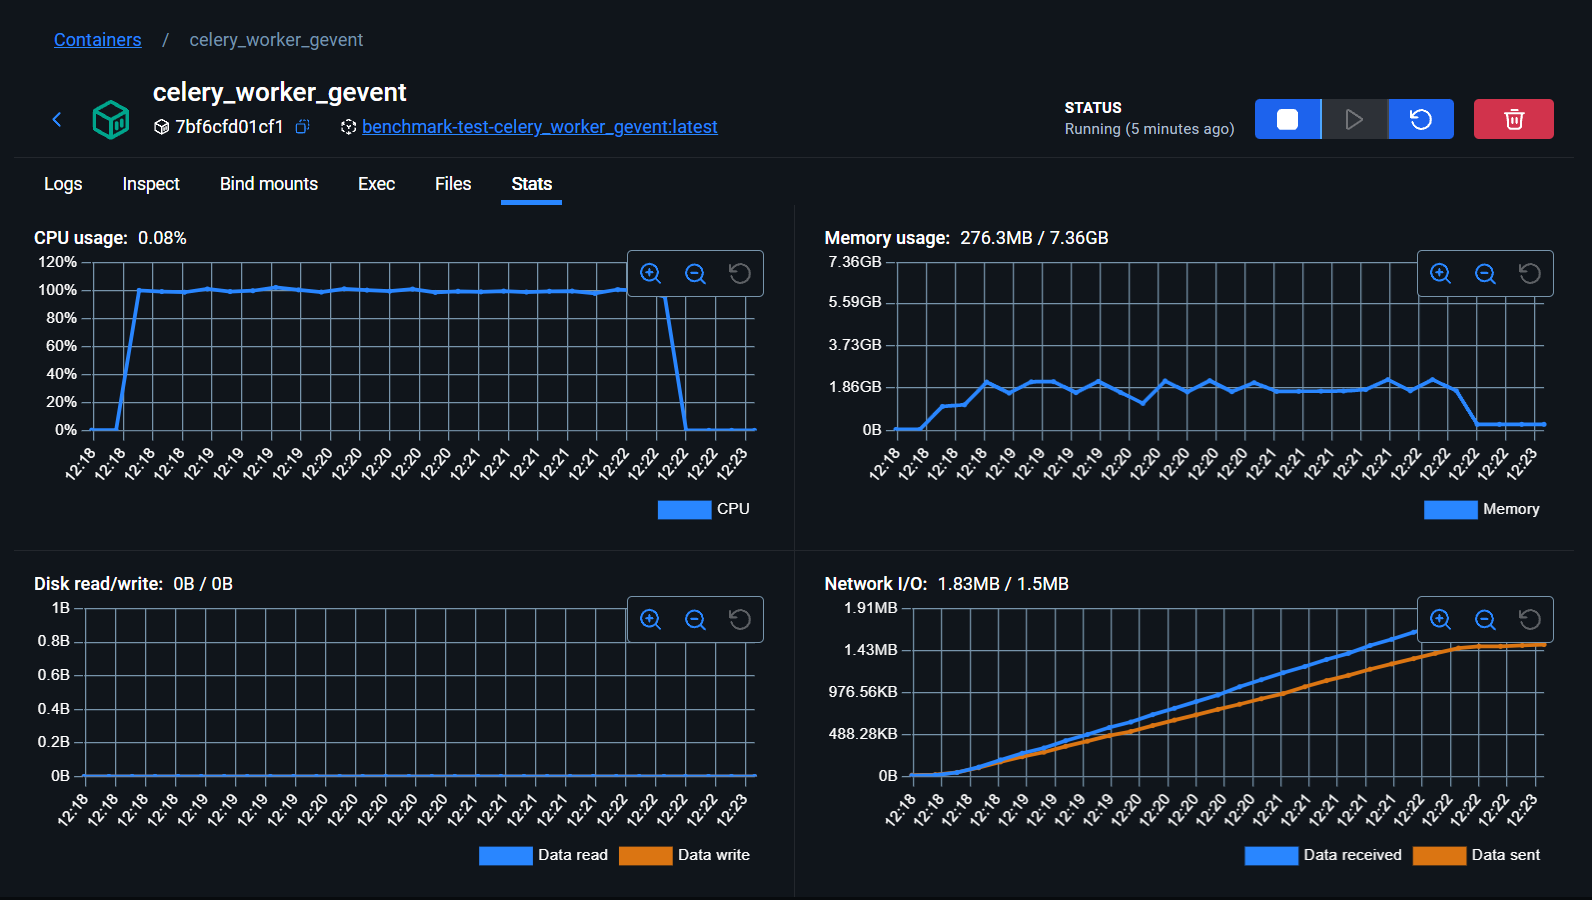 Containers / celery_worker_gevent
celery_worker_gevent
7bf6cfd01cf1 benchmark-test-celery_worker_gevent:latest
STATUS
Running (5 minutes ago)
Logs Inspect Bind mounts Exec Files Stats
CPU usage: 0.08%
120%
100%
80%
60%
40%
20%
0%
12:18 12:18 12:18 12:18 12:19 12:19 12:19 12:19 12:20 12:20 12:20 12:20 12:20 12:21 12:21 12:21 12:21 12:21 12:22 12:22 12:22 12:22 12:23
CPU
Memory usage: 276.3MB / 7.36GB
7.36GB
5.59GB
3.73GB
1.86GB
0B
12:18 12:18 12:18 12:18 12:19 12:19 12:19 12:19 12:20 12:20 12:20 12:20 12:20 12:21 12:21 12:21 12:21 12:21 12:22 12:22 12:22 12:22 12:23
Memory
Disk read/write: 0B / 0B
1B
0.8B
0.6B
0.4B
0.2B
0B
12:18 12:18 12:18 12:18 12:19 12:19 12:19 12:19 12:20 12:20 12:20 12:20 12:20 12:21 12:21 12:21 12:21 12:21 12:22 12:22 12:22 12:22 12:23
Data read Data write
Network I/O: 1.83MB / 1.5MB
1.91MB
1.43MB
976.56KB
488.28KB
0B
12:18 12:18 12:18 12:18 12:19 12:19 12:19 12:19 12:20 12:20 12:20 12:20 12:20 12:21 12:21 12:21 12:21 12:21 12:22 12:22 12:22 12:22 12:23
Data received Data sent